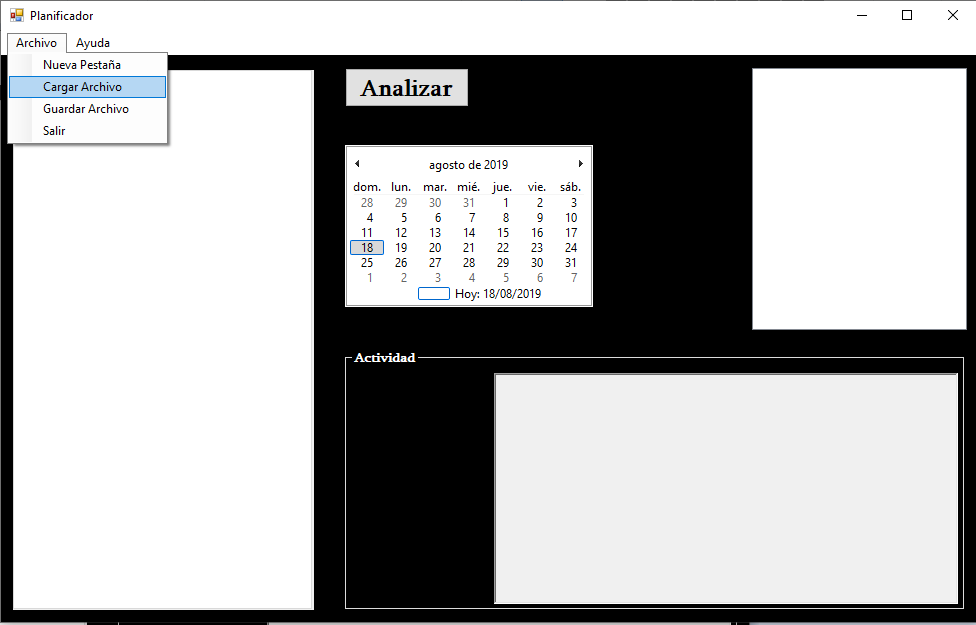 Planificador
Archivo Ayuda
Nueva Pestaña
Cargar Archivo
Guardar Archivo
Salir
Analizar
agosto de 2019
dom. lun. mar. mié. jue. vie. sáb.
28 29 30 31 1 2 3
4 5 6 7 8 9 10
11 12 13 14 15 16 17
18 19 20 21 22 23 24
25 26 27 28 29 30 31
1 2 3 4 5 6 7
Hoy: 18/08/2019
Actividad